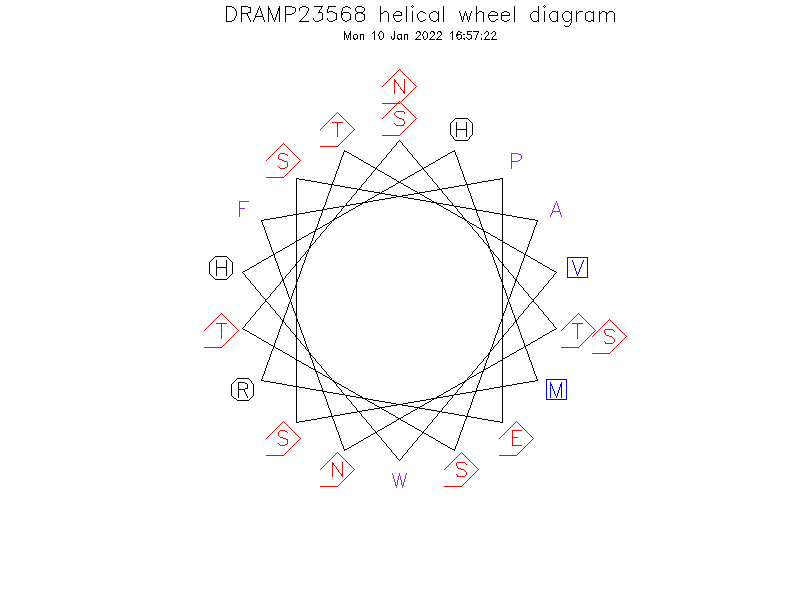 DRAMP23568 helical wheel diagram
Mon 10 Jan 2022 16:57:22
N
S
T H
S P
F A
H V
T T S
R M
S E
N S
W